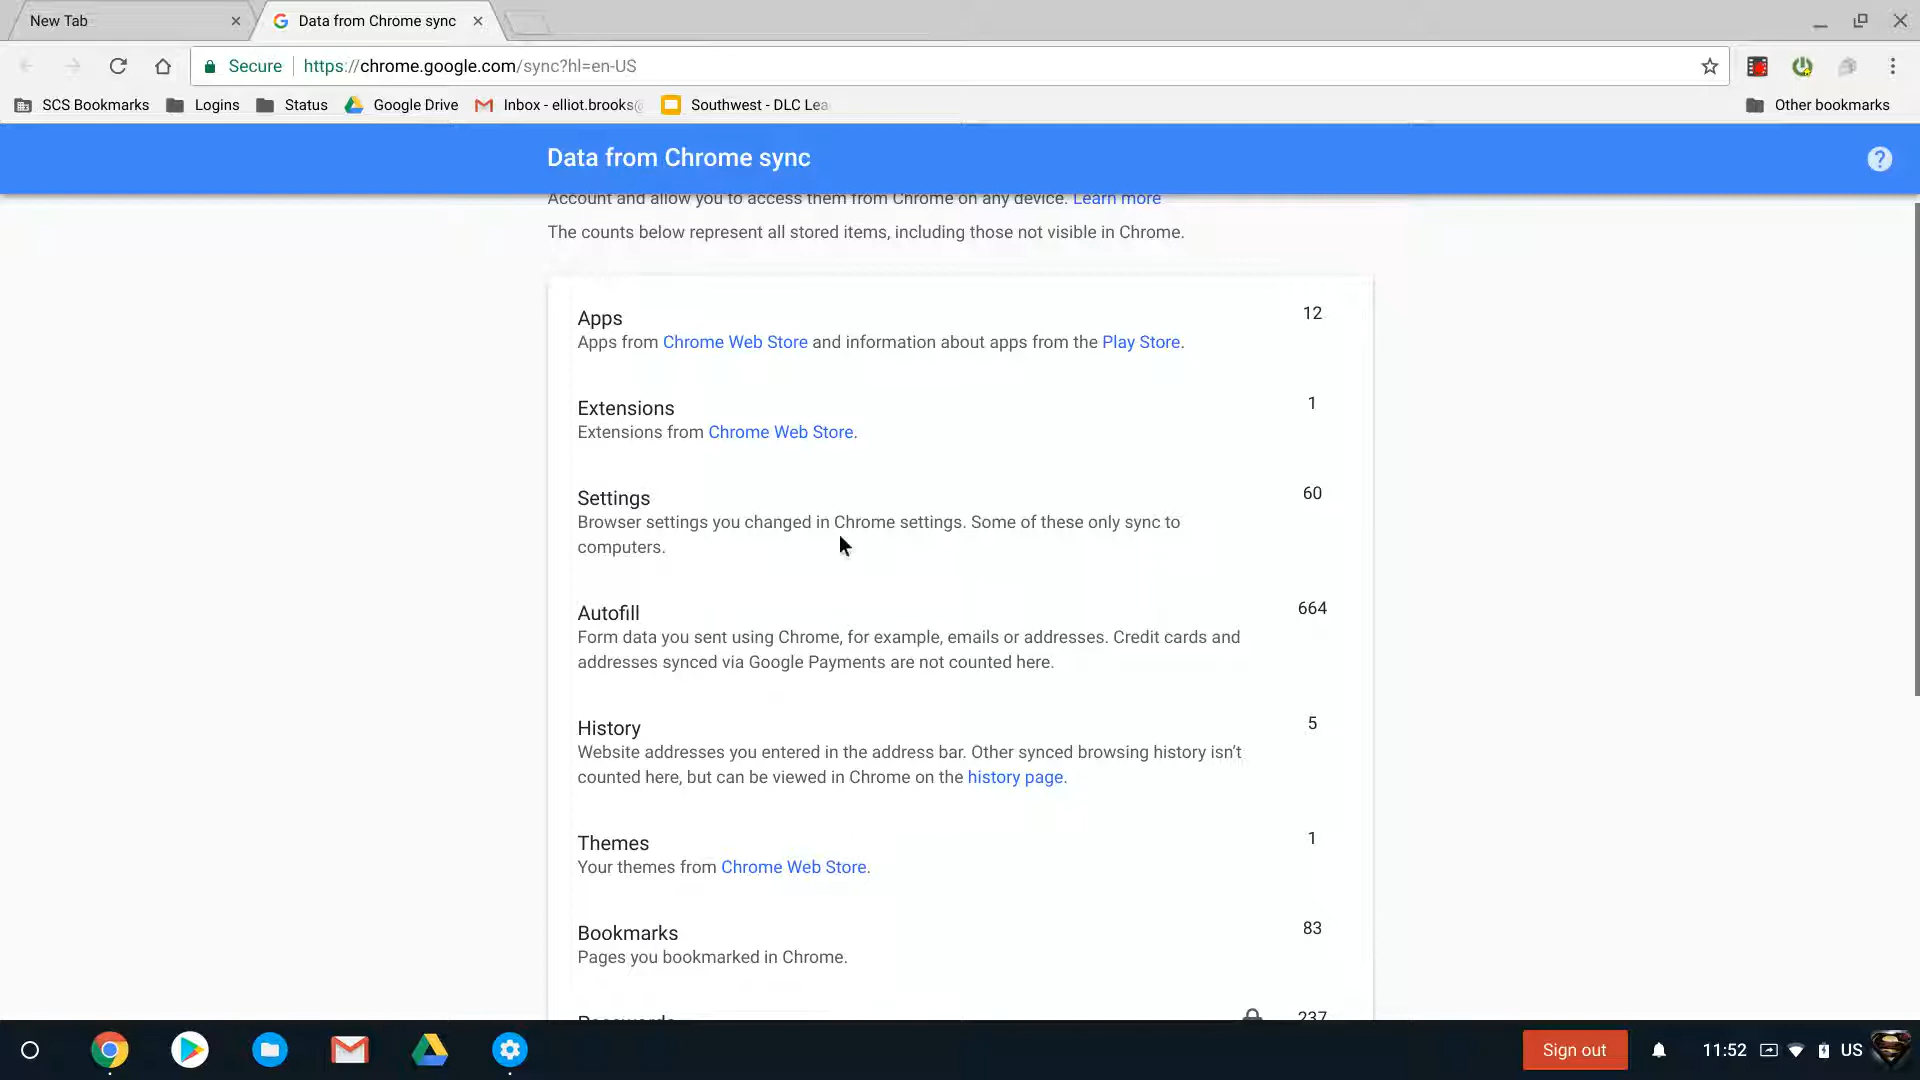 New Tab
Data from Chrome sync
Secure https://chrome.google.com/sync?hl=en-US
SCS Bookmarks Logins Status Google Drive Inbox - elliot.brooks@ Southwest - DLC Lea Other bookmarks
Data from Chrome sync
?
Account and allow you to access them from Chrome on any device. Learn more
The counts below represent all stored items, including those not visible in Chrome.
Apps 12
Apps from Chrome Web Store and information about apps from the Play Store.
Extensions 1
Extensions from Chrome Web Store.
Settings 60
Browser settings you changed in Chrome settings. Some of these only sync to
computers.
Autofill 664
Form data you sent using Chrome, for example, emails or addresses. Credit cards and
addresses synced via Google Payments are not counted here.
History 5
Website addresses you entered in the address bar. Other synced browsing history isn't
counted here, but can be viewed in Chrome on the history page.
Themes 1
Your themes from Chrome Web Store.
Bookmarks 83
Pages you bookmarked in Chrome.
Passwords 237
Sign out 11:52 US